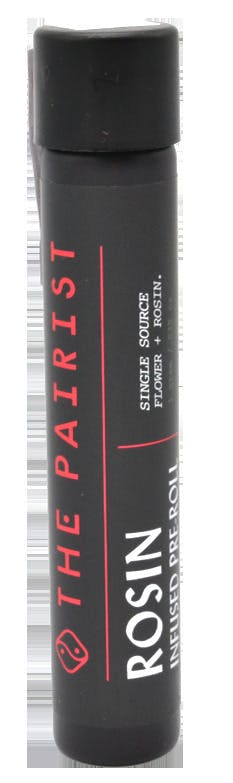 THE PAIRIST
SINGLE SOURCE
FLOWER + ROSIN.
ROSIN
INFUSED PRE-ROLL